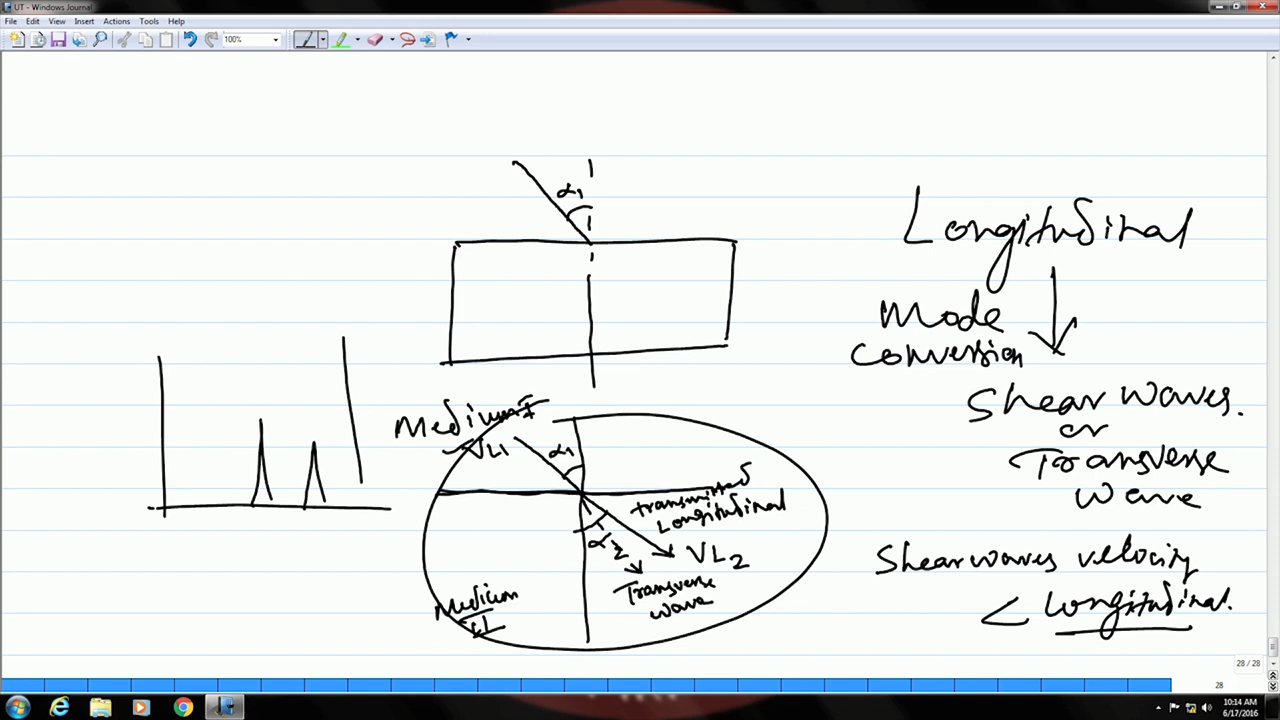 UT - Windows Journal
File Edit View Insert Actions Tools Help
100%
α1
Longitudinal
Mode
Conversion
Shear Waves.
or
Transverse
Wave
Medium I
VL1
α1
transmitted
Longitudinal
α2
VL2
Transverse
wave
Medium
II
Shear waves velocity
< longitudinal.
28 / 28
28
10:14 AM
6/17/2016